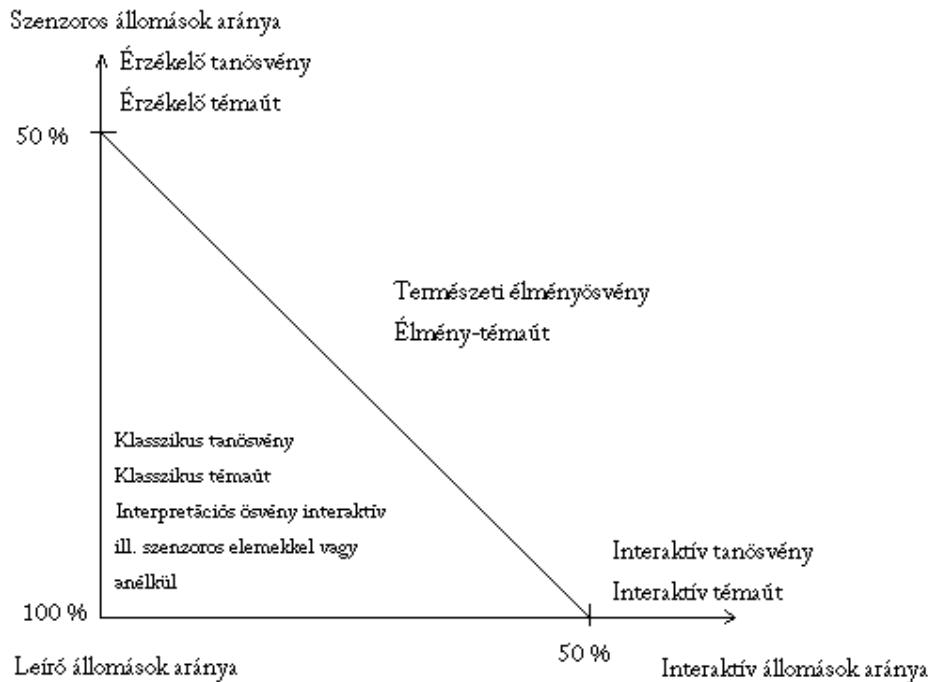 Szenzoros állomások aránya
Érzékelő tanösvény
Érzékelő témaút
50 %
Természeti élményösvény
Élmény-témaút
Klasszikus tanösvény
Klasszikus témaút
Interpretációs ösvény interaktív
ill. szenzoros elemekkel vagy
anélkül
Interaktív tanösvény
Interaktív témaút
100 %
50 %
Leíró állomások aránya
Interaktív állomások aránya